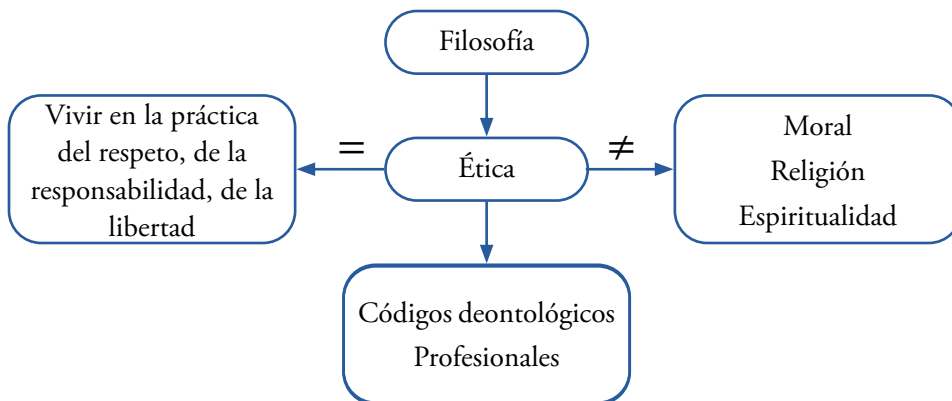 Filosofía
Vivir en la práctica
del respeto, de la
responsabilidad, de la
libertad
=
Ética
≠
Moral
Religión
Espiritualidad
Códigos deontológicos
Profesionales